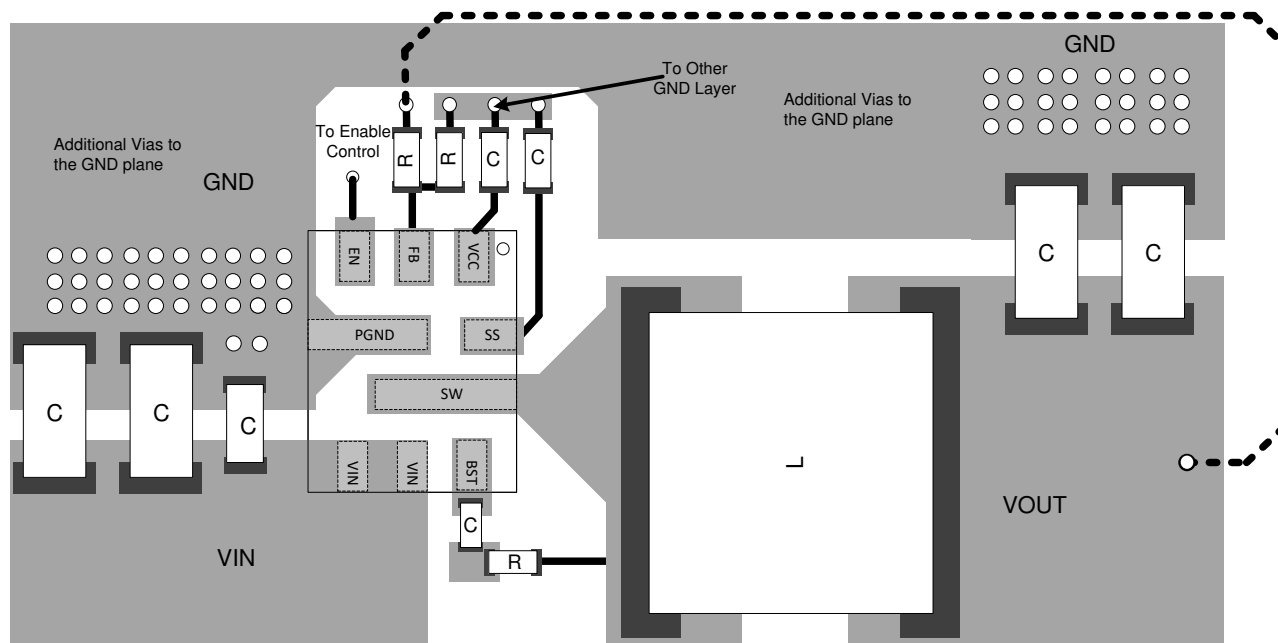 GND
To Other
GND Layer
Additional Vias to
the GND plane
To Enable
Control
Additional Vias to
the GND plane
R
R
C
C
GND
C
C
EN
FB
VCC
PGND
SS
SW
C
C
C
VIN
VIN
BST
L
VOUT
C
VIN
R